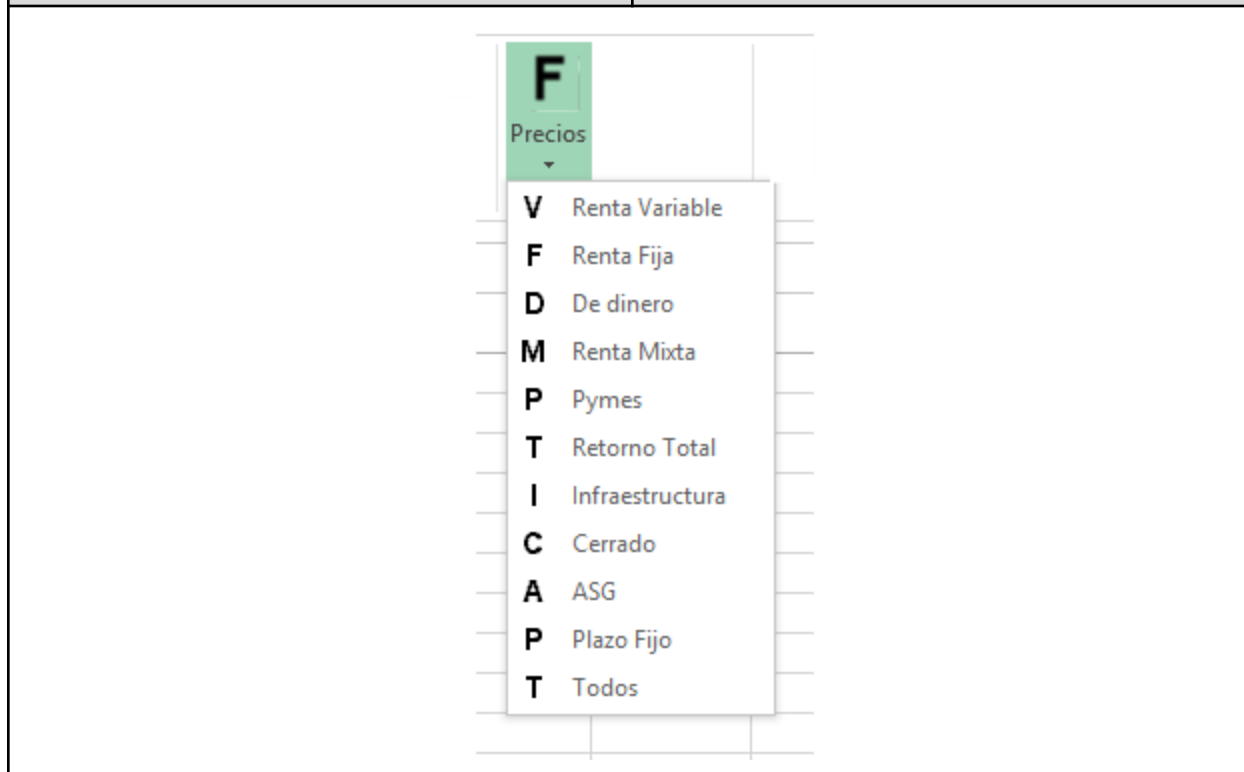 F
Precios
V Renta Variable
F Renta Fija
D De dinero
M Renta Mixta
P Pymes
T Retorno Total
I Infraestructura
C Cerrado
A ASG
P Plazo Fijo
T Todos